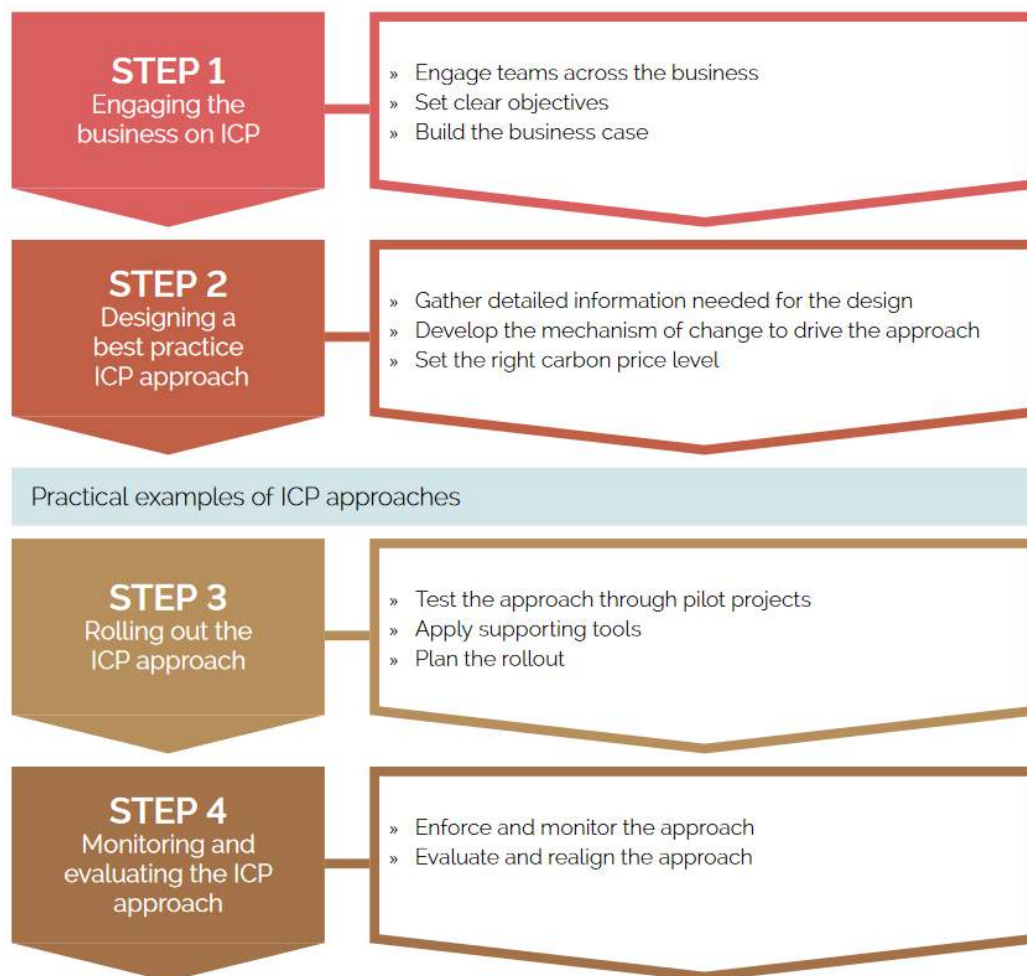 STEP 1
Engaging the
business on ICP
» Engage teams across the business
» Set clear objectives
» Build the business case
STEP 2
Designing a
best practice
ICP approach
» Gather detailed information needed for the design
» Develop the mechanism of change to drive the approach
» Set the right carbon price level
Practical examples of ICP approaches
STEP 3
Rolling out the
ICP approach
» Test the approach through pilot projects
» Apply supporting tools
» Plan the rollout
STEP 4
Monitoring and
evaluating the ICP
approach
» Enforce and monitor the approach
» Evaluate and realign the approach